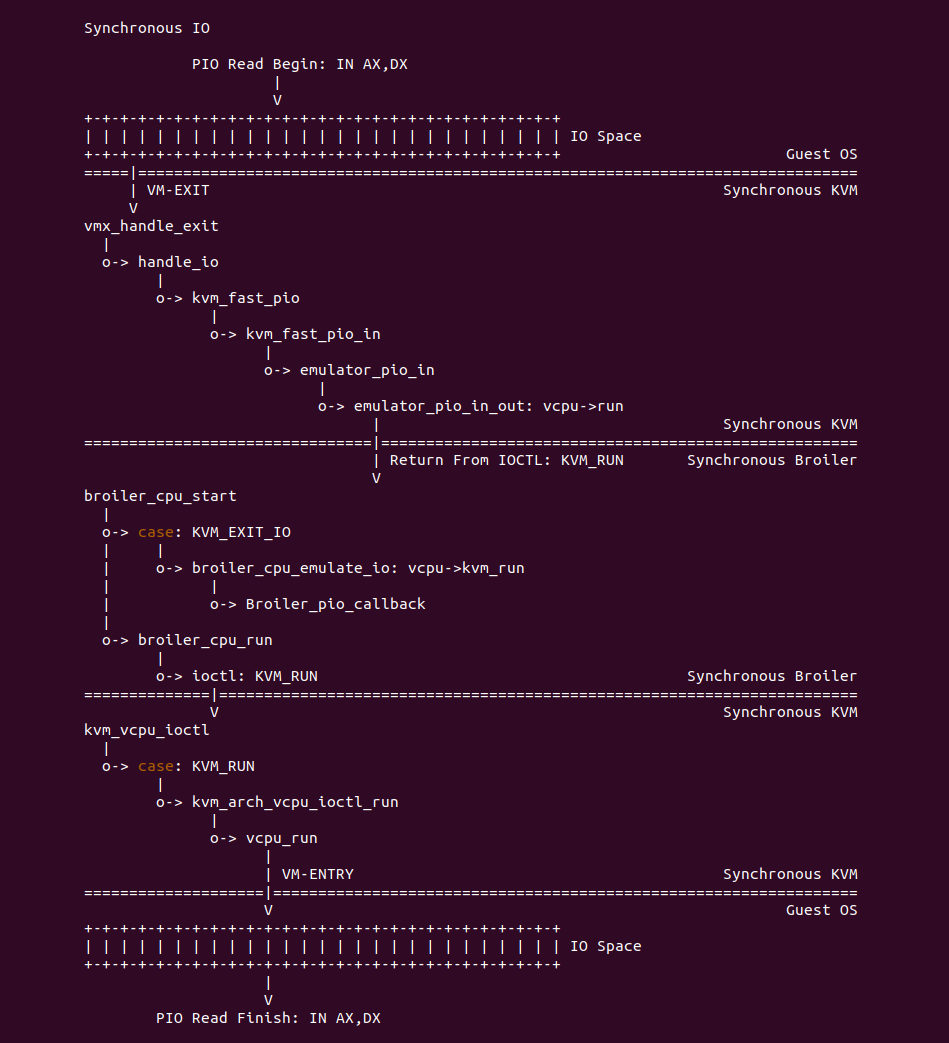 Synchronous IO
            PIO Read Begin: IN AX,DX
                     |
                     V
+-+-+-+-+-+-+-+-+-+-+-+-+-+-+-+-+-+-+-+-+-+-+-+-+-+-+
| | | | | | | | | | | | | | | | | | | | | | | | | | | IO Space
+-+-+-+-+-+-+-+-+-+-+-+-+-+-+-+-+-+-+-+-+-+-+-+-+-+-+                         Guest OS
=====|================================================================================
     | VM-EXIT                                                         Synchronous KVM
     V
vmx_handle_exit
  |
  o-> handle_io
        |
        o-> kvm_fast_pio
              |
              o-> kvm_fast_pio_in
                    |
                    o-> emulator_pio_in
                          |
                          o-> emulator_pio_in_out: vcpu->run
                                |                                      Synchronous KVM
================================|=====================================================
                                | Return From IOCTL: KVM_RUN       Synchronous Broiler
                                V
broiler_cpu_start
  |
  o-> case: KVM_EXIT_IO
  |     |
  |     o-> broiler_cpu_emulate_io: vcpu->kvm_run
  |           |
  |           o-> Broiler_pio_callback
  |
  o-> broiler_cpu_run
        |
        o-> ioctl: KVM_RUN                                         Synchronous Broiler
==============|=======================================================================
              V                                                        Synchronous KVM
kvm_vcpu_ioctl
  |
  o-> case: KVM_RUN
        |
        o-> kvm_arch_vcpu_ioctl_run
              |
              o-> vcpu_run
                    |
                    | VM-ENTRY                                         Synchronous KVM
====================|=================================================================
                    V                                                         Guest OS
+-+-+-+-+-+-+-+-+-+-+-+-+-+-+-+-+-+-+-+-+-+-+-+-+-+-+
| | | | | | | | | | | | | | | | | | | | | | | | | | | IO Space
+-+-+-+-+-+-+-+-+-+-+-+-+-+-+-+-+-+-+-+-+-+-+-+-+-+-+
                    |
                    V
        PIO Read Finish: IN AX,DX